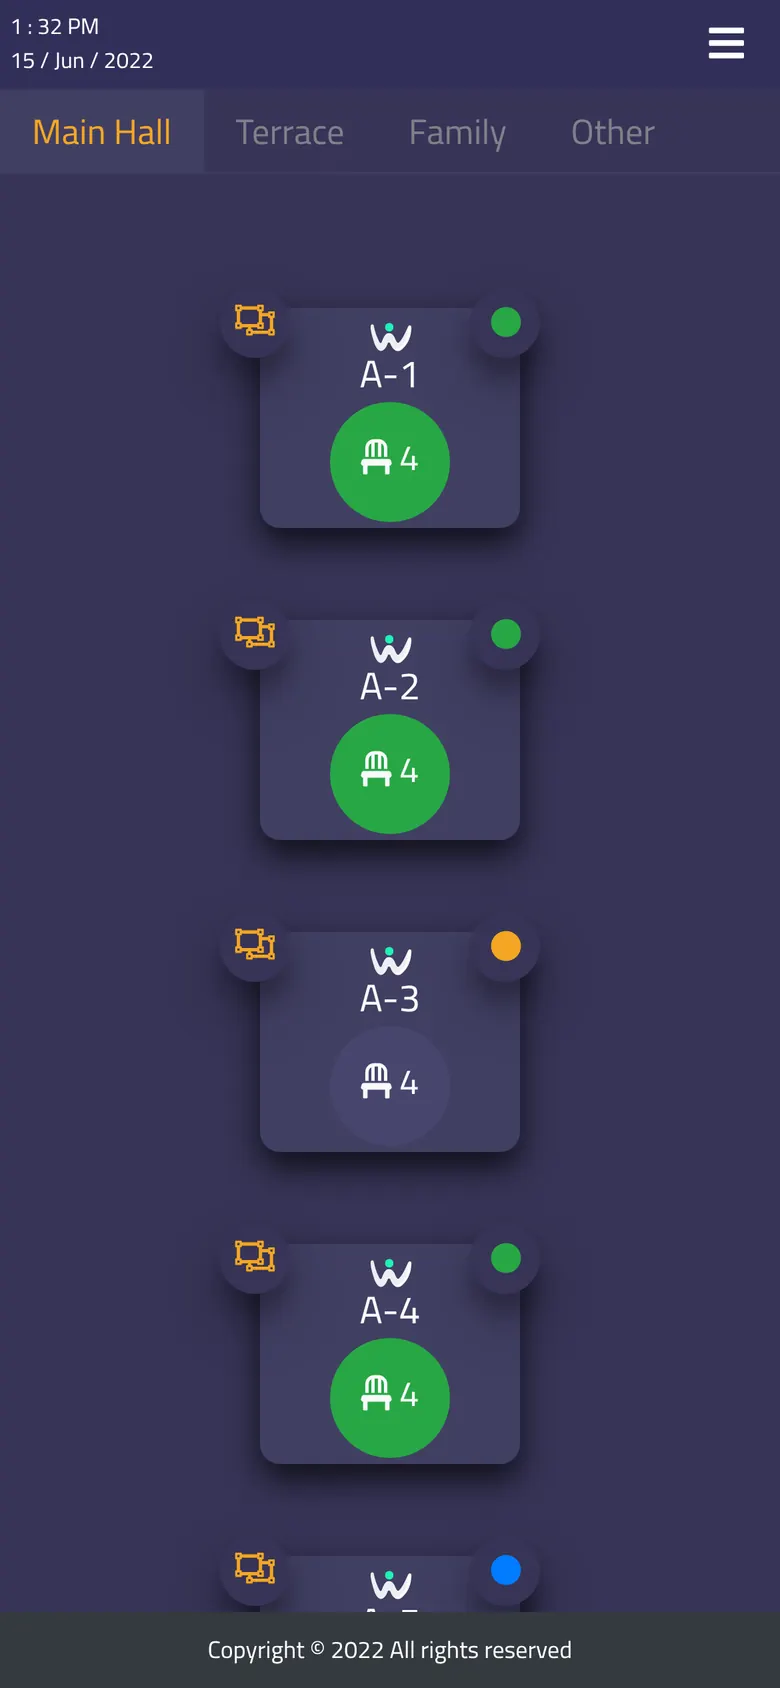 1 : 32 PM
15 / Jun / 2022
Main Hall Terrace Family Other
A-1
4
A-2
4
A-3
4
A-4
4
Copyright © 2022 All rights reserved